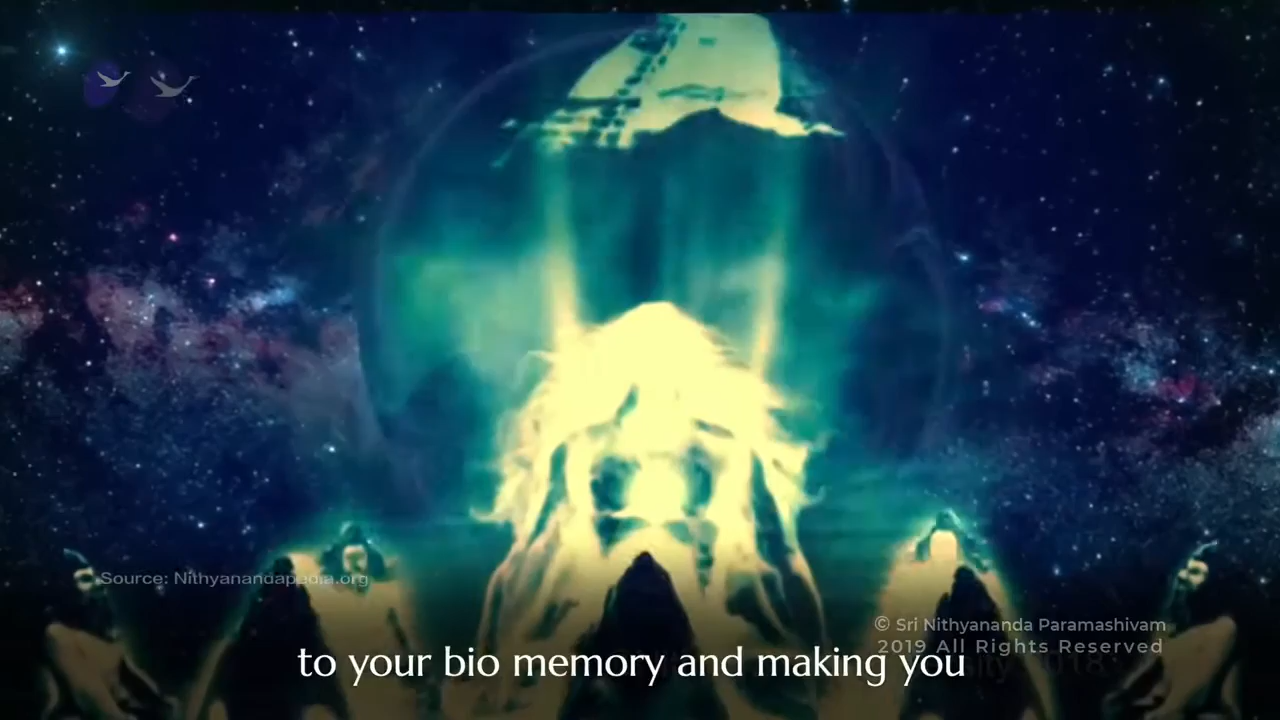 Source: Nithyanandapedia.org
© Sri Nithyananda Paramashivam
2019 All Rights Reserved
to your bio memory and making you